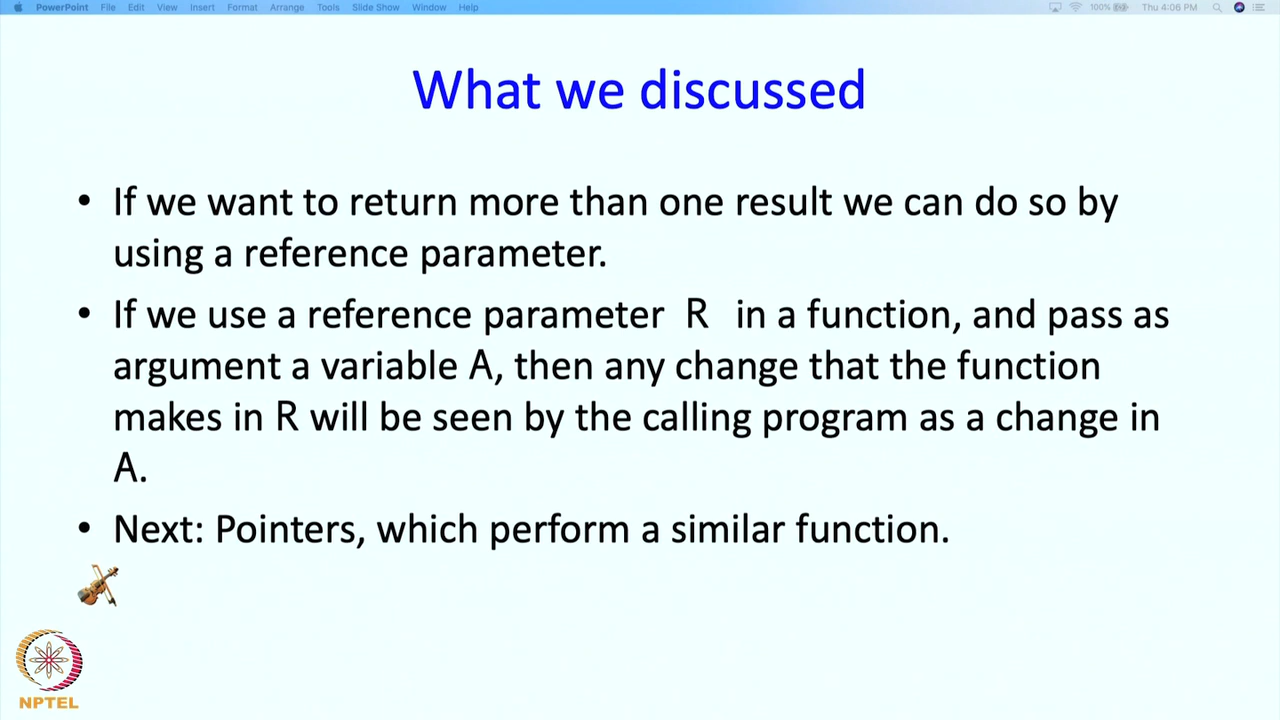 PowerPoint File Edit View Insert Format Arrange Tools Slide Show Window Help 100% Thu 4:06 PM
What we discussed
• If we want to return more than one result we can do so by
using a reference parameter.
• If we use a reference parameter R in a function, and pass as
argument a variable A, then any change that the function
makes in R will be seen by the calling program as a change in
A.
• Next: Pointers, which perform a similar function.
NPTEL